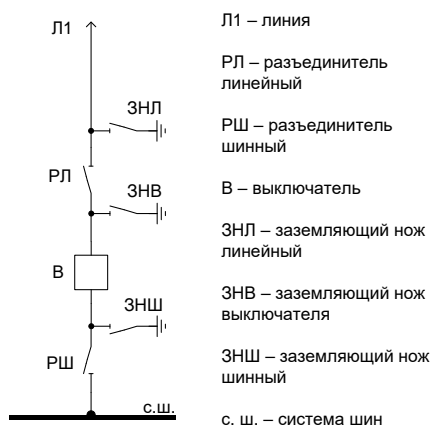 Л1
ЗНЛ
РЛ
ЗНВ
В
ЗНШ
РШ
с.ш.
Л1 – линия
РЛ – разъединитель
линейный
РШ – разъединитель
шинный
В – выключатель
ЗНЛ – заземляющий нож
линейный
ЗНВ – заземляющий нож
выключателя
ЗНШ – заземляющий нож
шинный
с. ш. – система шин